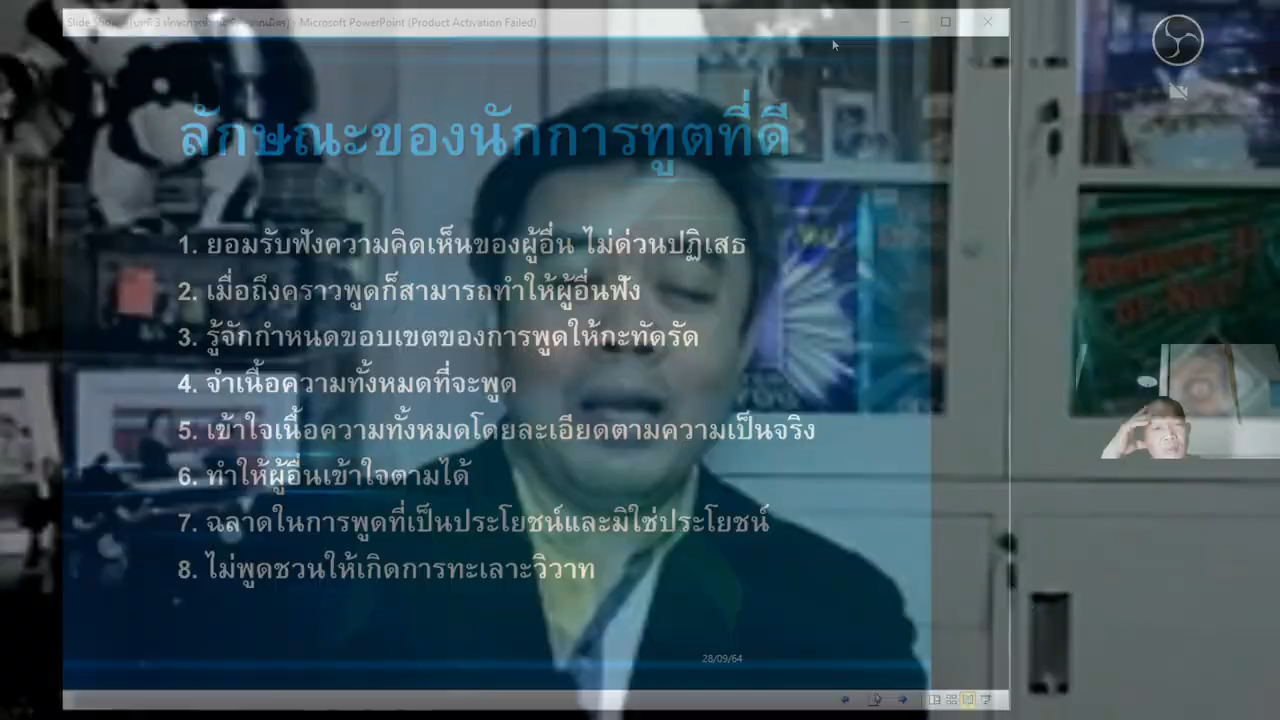 Microsoft PowerPoint (Product Activation Failed)
ลักษณะของนักการทูตที่ดี
1. ยอมรับฟังความคิดเห็นของผู้อื่น ไม่ด่วนปฏิเสธ
2. เมื่อถึงคราวพูดก็สามารถทำให้ผู้อื่นฟัง
3. รู้จักกำหนดขอบเขตของการพูดให้กะทัดรัด
4. จำเนื้อความทั้งหมดที่จะพูด
5. เข้าใจเนื้อความทั้งหมดโดยละเอียดตามความเป็นจริง
6. ทำให้ผู้อื่นเข้าใจตามได้
7. ฉลาดในการพูดที่เป็นประโยชน์และมิใช่ประโยชน์
8. ไม่พูดชวนให้เกิดการทะเลาะวิวาท
28/09/64